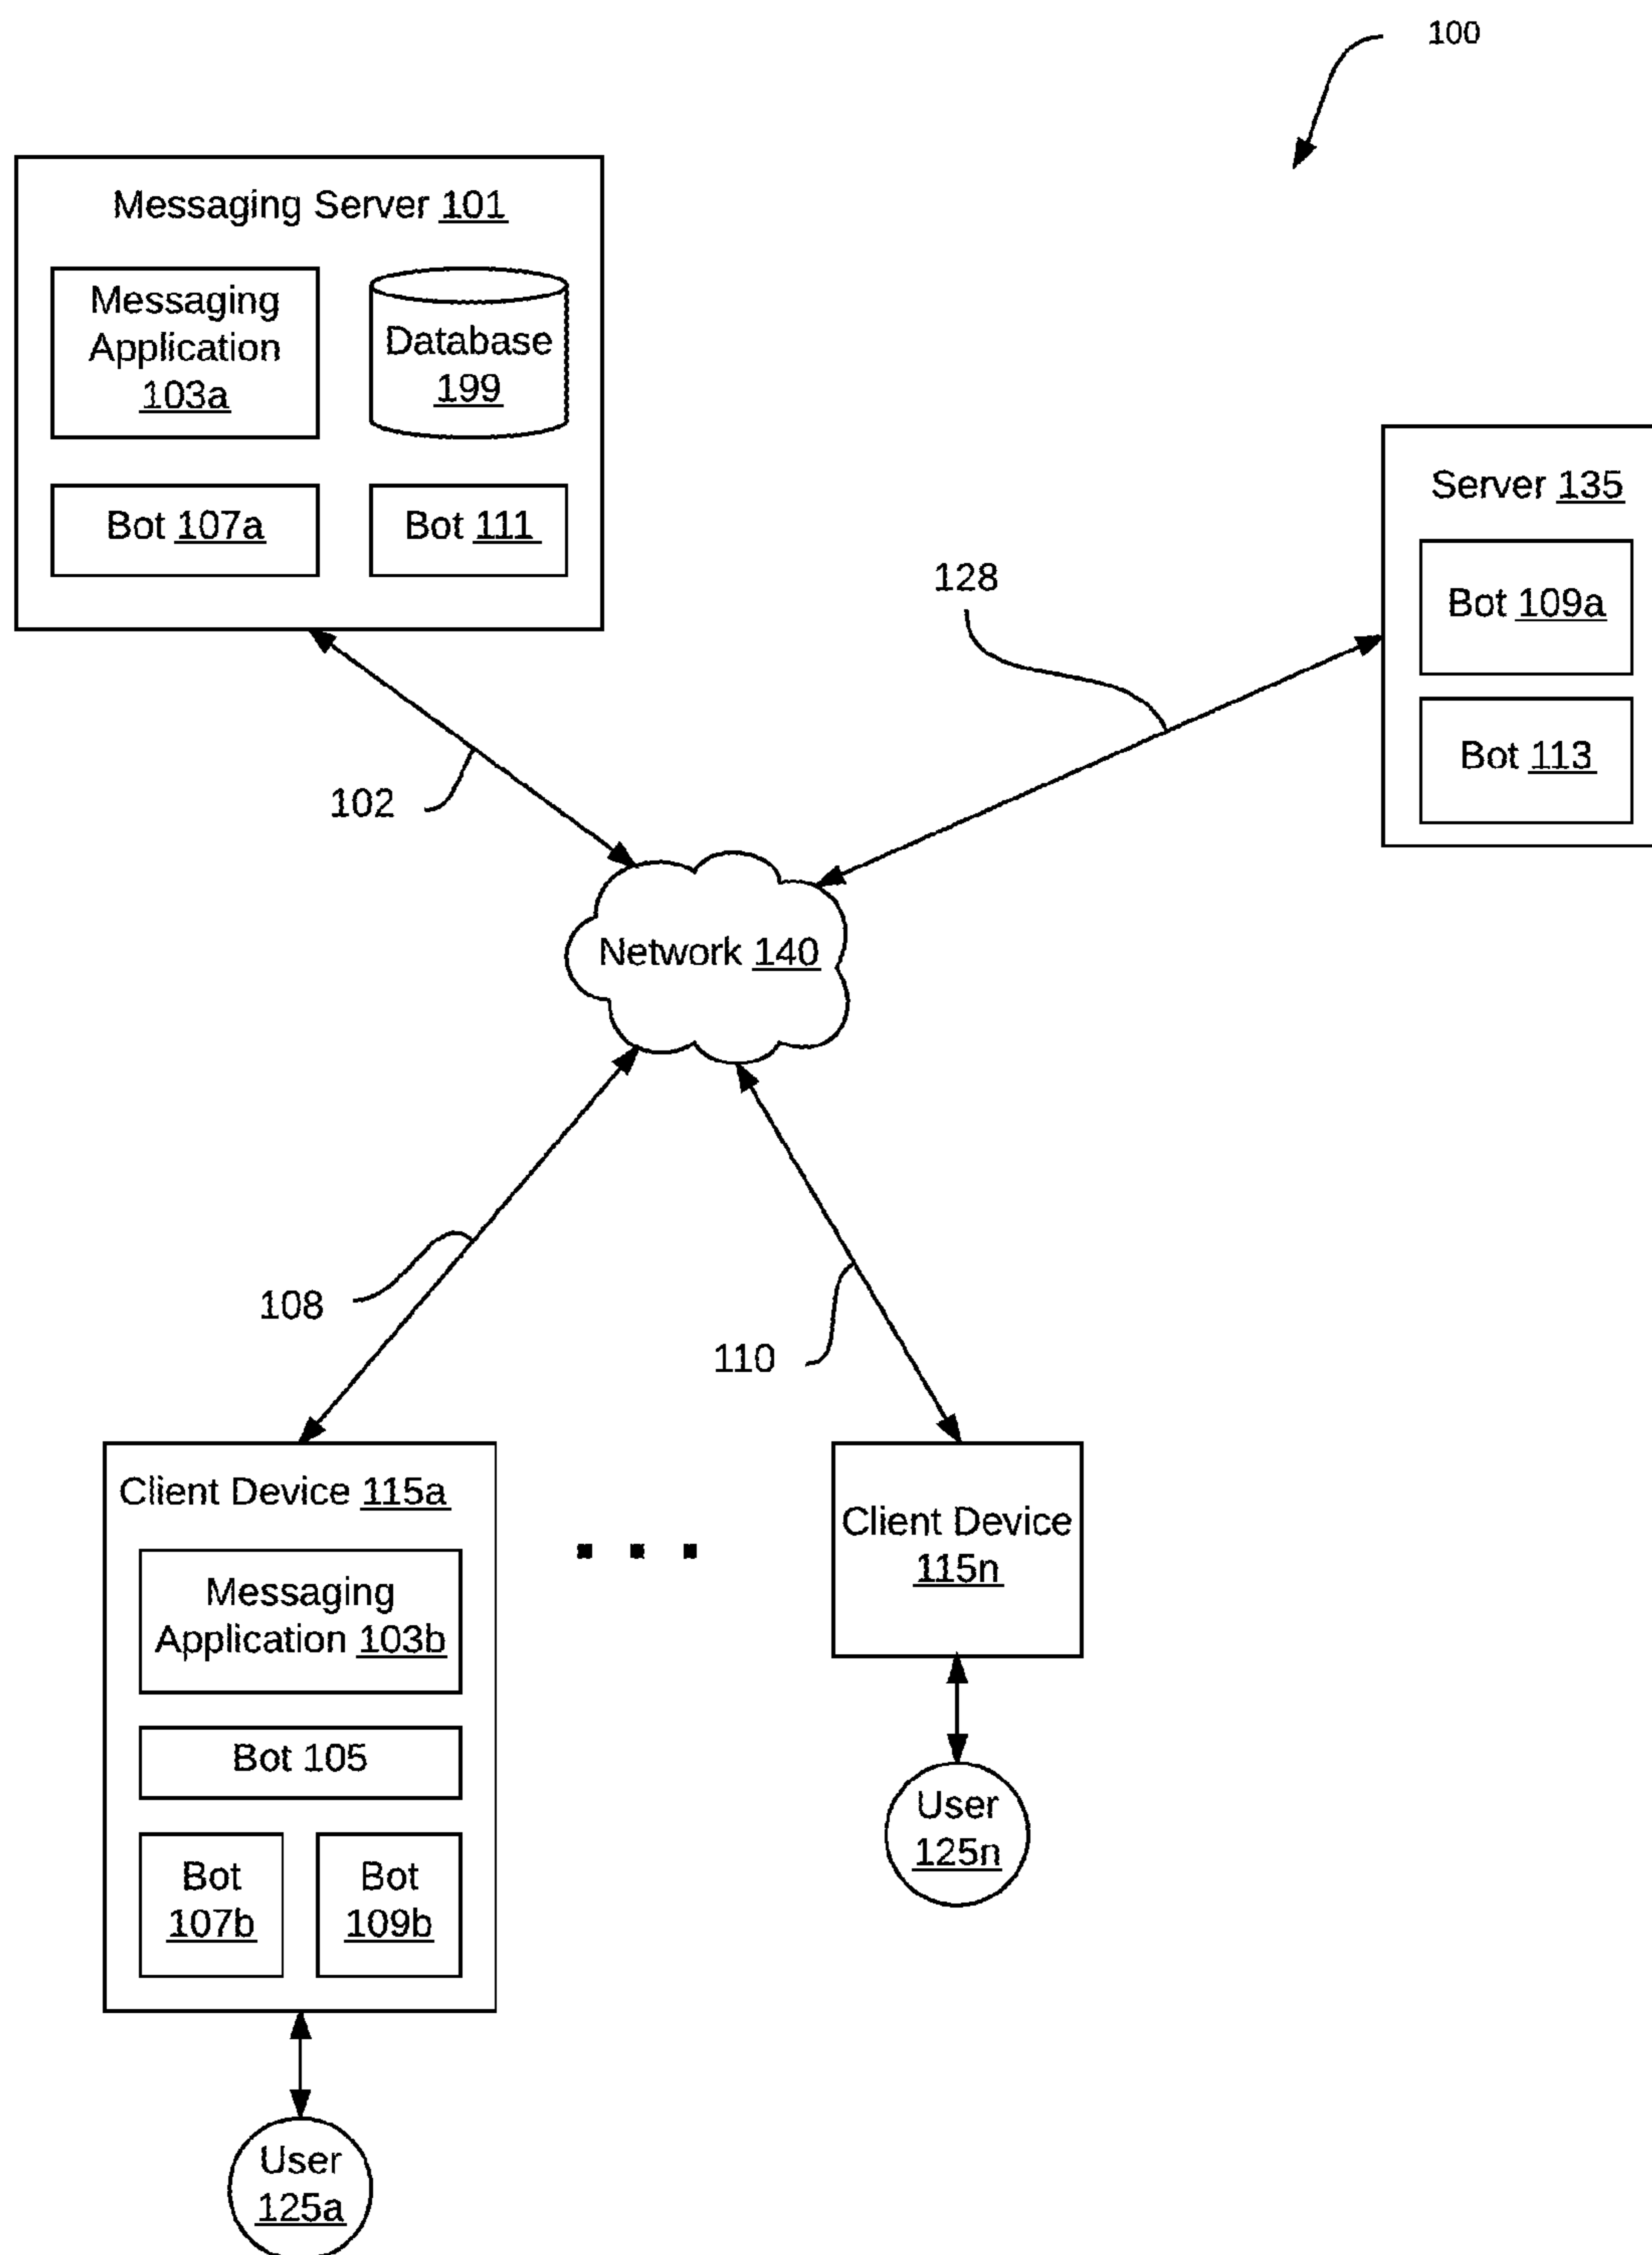 100
Messaging Server 101
Messaging
Application
103a
Database
199
Bot 107a
Bot 111
Server 135
Bot 109a
Bot 113
128
102
Network 140
108
110
Client Device 115a
Messaging
Application 103b
Bot 105
Bot
107b
Bot
109b
Client Device
115n
User
125n
User
125a